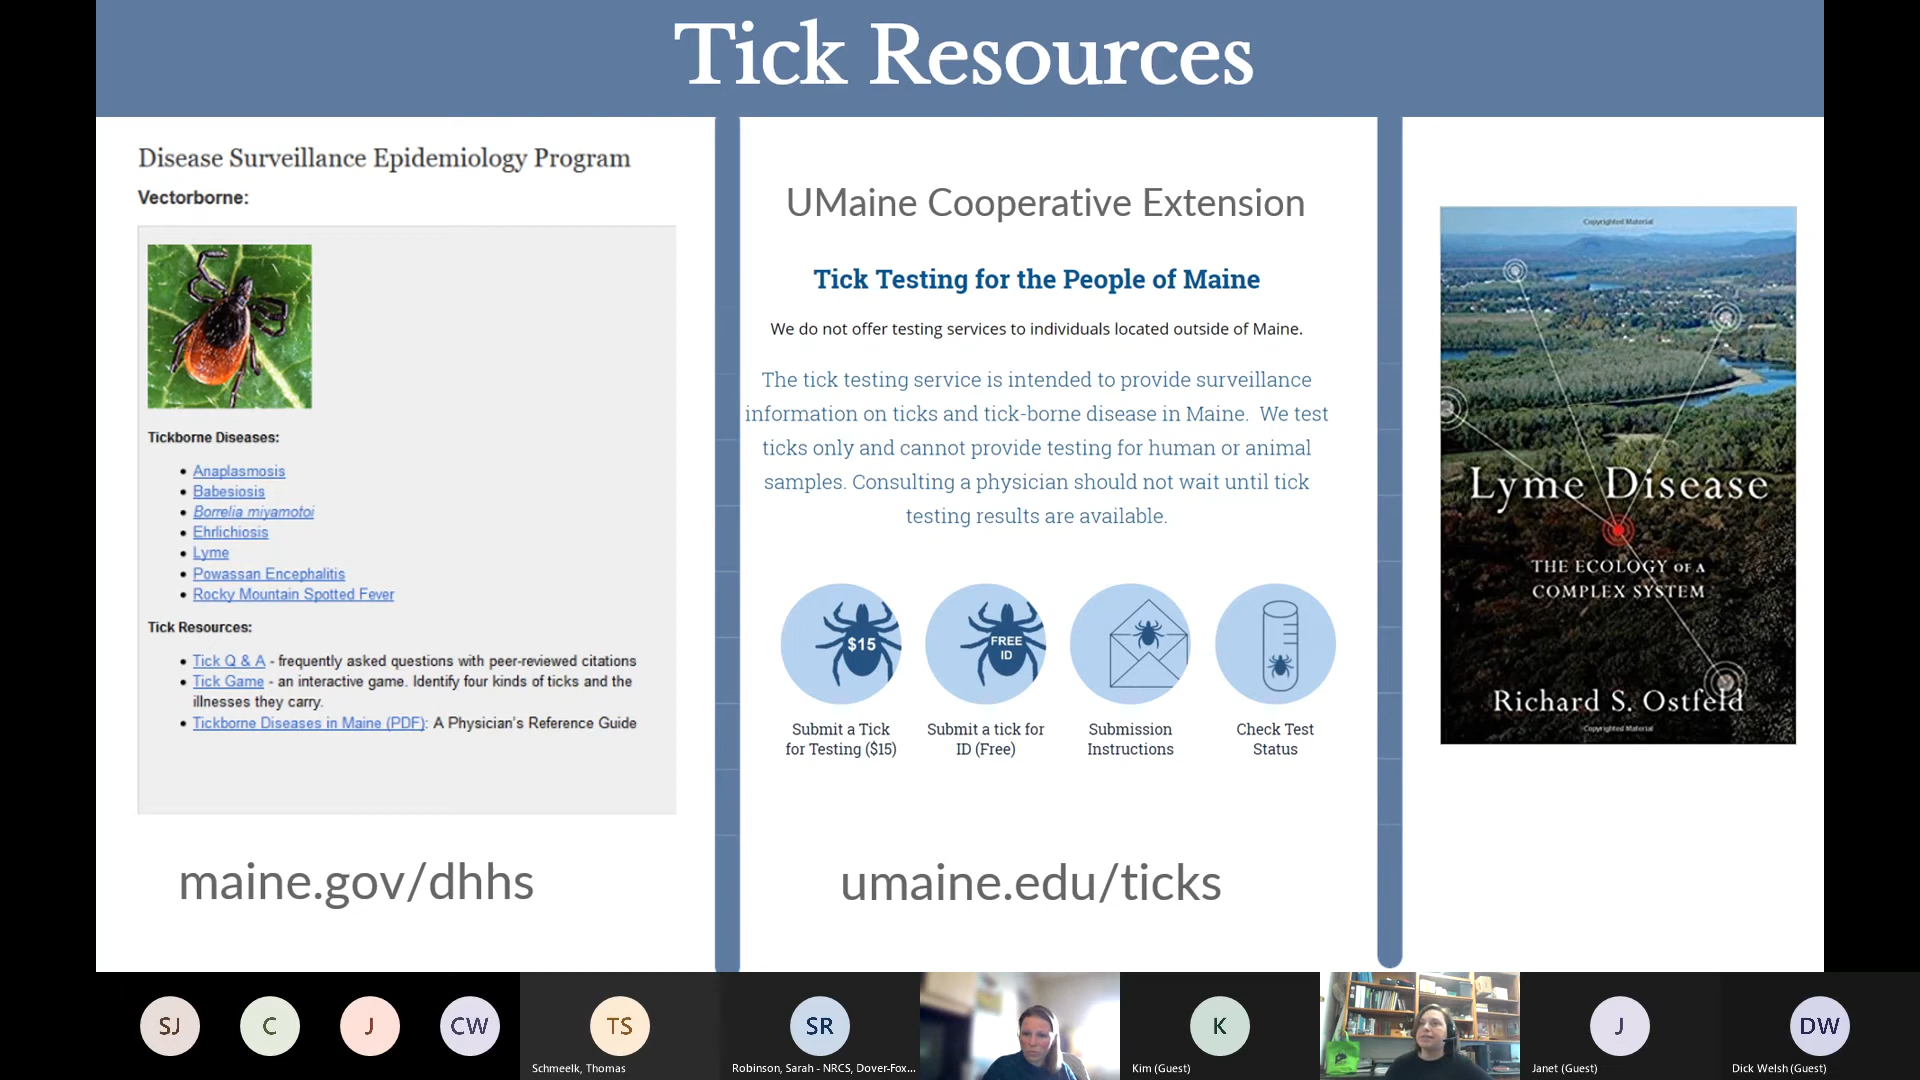 Tick Resources
Disease Surveillance Epidemiology Program
Vectorborne:
Tickborne Diseases:
Anaplasmosis
Babesiosis
Borrelia miyamotoi
Ehrlichiosis
Lyme
Powassan Encephalitis
Rocky Mountain Spotted Fever
Tick Resources:
Tick Q & A - frequently asked questions with peer-reviewed citations
Tick Game - an interactive game. Identify four kinds of ticks and the
illnesses they carry.
Tickborne Diseases in Maine (PDF): A Physician's Reference Guide
maine.gov/dhhs
UMaine Cooperative Extension
Tick Testing for the People of Maine
We do not offer testing services to individuals located outside of Maine.
The tick testing service is intended to provide surveillance
information on ticks and tick-borne disease in Maine. We test
ticks only and cannot provide testing for human or animal
samples. Consulting a physician should not wait until tick
testing results are available.
$15
FREE
ID
Submit a Tick
for Testing ($15)
Submit a tick for
ID (Free)
Submission
Instructions
Check Test
Status
umaine.edu/ticks
Copyrighted Material
Lyme Disease
THE ECOLOGY OF A
COMPLEX SYSTEM
Richard S. Ostfeld
Copyrighted Material
SJ
C
J
CW
TS
Schmeelk, Thomas
SR
Robinson, Sarah - NRCS, Dover-Fox...
K
Kim (Guest)
J
Janet (Guest)
DW
Dick Welsh (Guest)